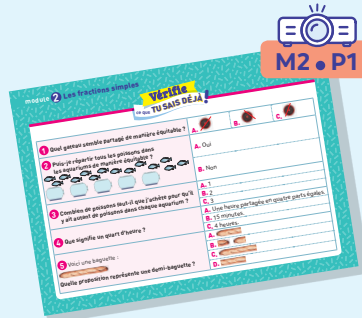 M2 • P1
module 2 Les fractions simples
Vérifie
ce que TU SAIS DÉJÀ !
1 Quel gateau semble partagé de manière équitable ?
A.
B.
C.
2 Puis-je répartir tous les poissons dans
les aquariums de manière équitable ?
A. Oui
B. Non
3 Combien de poissons faut-il que j'achète pour qu'il
y ait autant de poissons dans chaque aquarium ?
A. 1
B. 2
C. 3
4 Que signifie un quart d'heure ?
A. Une heure partagée en quatre parts égales.
B. 15 minutes.
C. 4 heures.
5 Voici une baguette :
Quelle proposition représente une demi-baguette ?
A.
B.
C.
D.